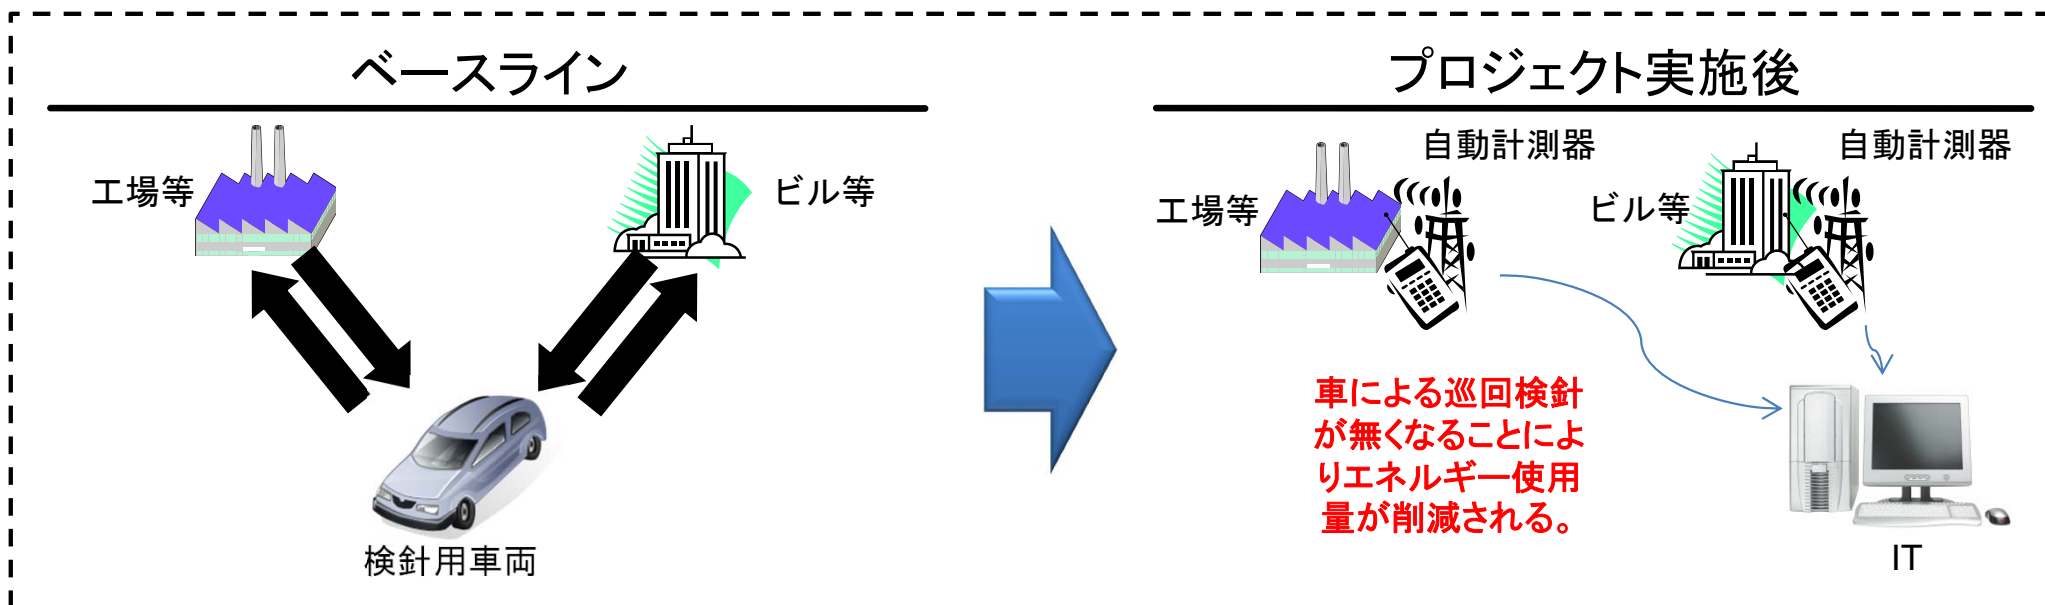 ベースライン
工場等
ビル等
検針用車両
プロジェクト実施後
自動計測器
自動計測器
工場等
ビル等
車による巡回検針
が無くなることによ
りエネルギー使用
量が削減される。
IT